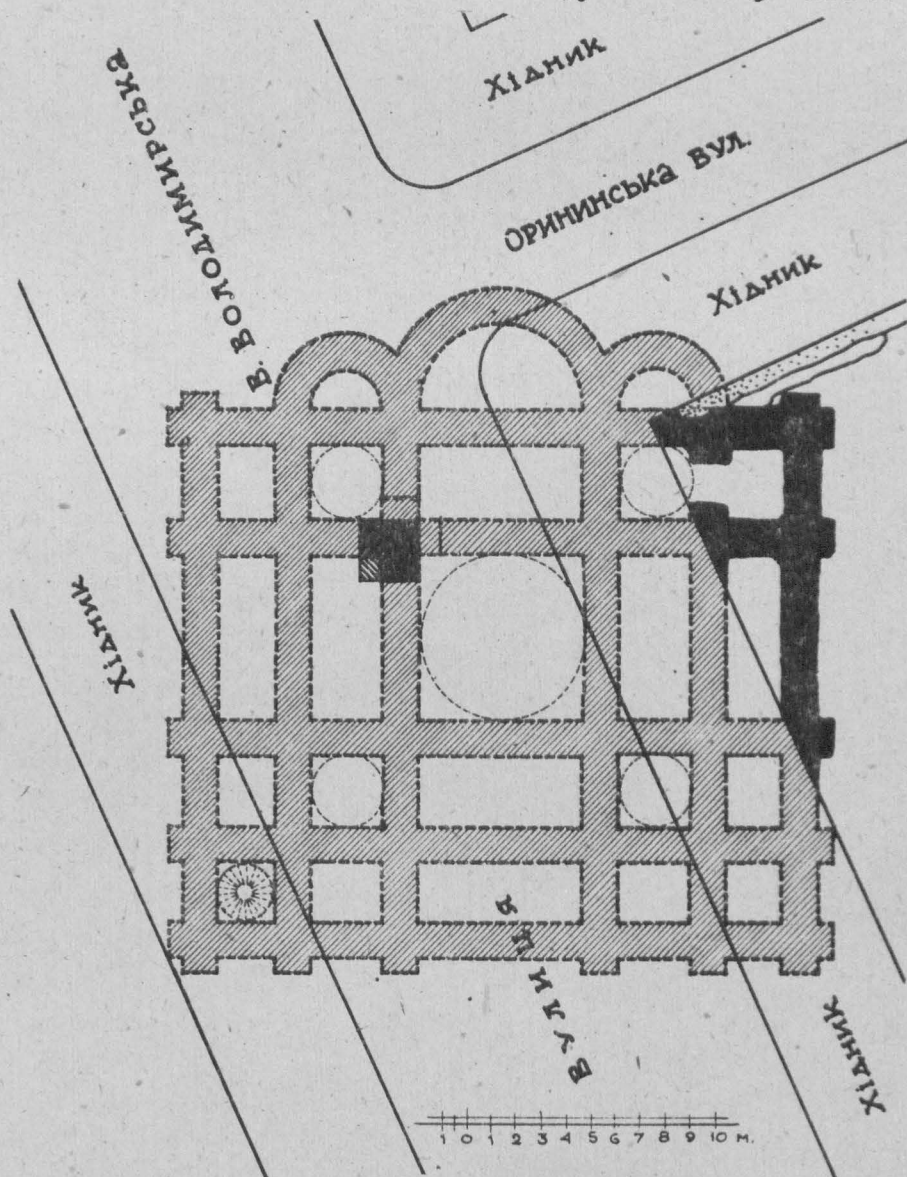 Хідник
В. ВОЛОДИМИРСЬКА
ОРИНИНСЬКА ВУЛ.
Хідник
Хідник
ВУЛИЦЯ
Хідник
1 0 1 2 3 4 5 6 7 8 9 10 М.